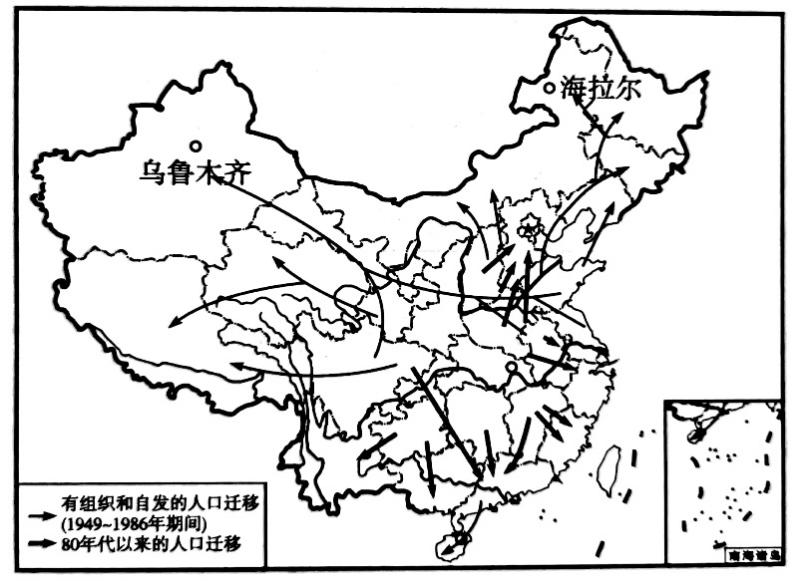 海拉尔
乌鲁木齐
有组织和自发的人口迁移
(1949~1986年期间)
80年代以来的人口迁移
南海诸岛